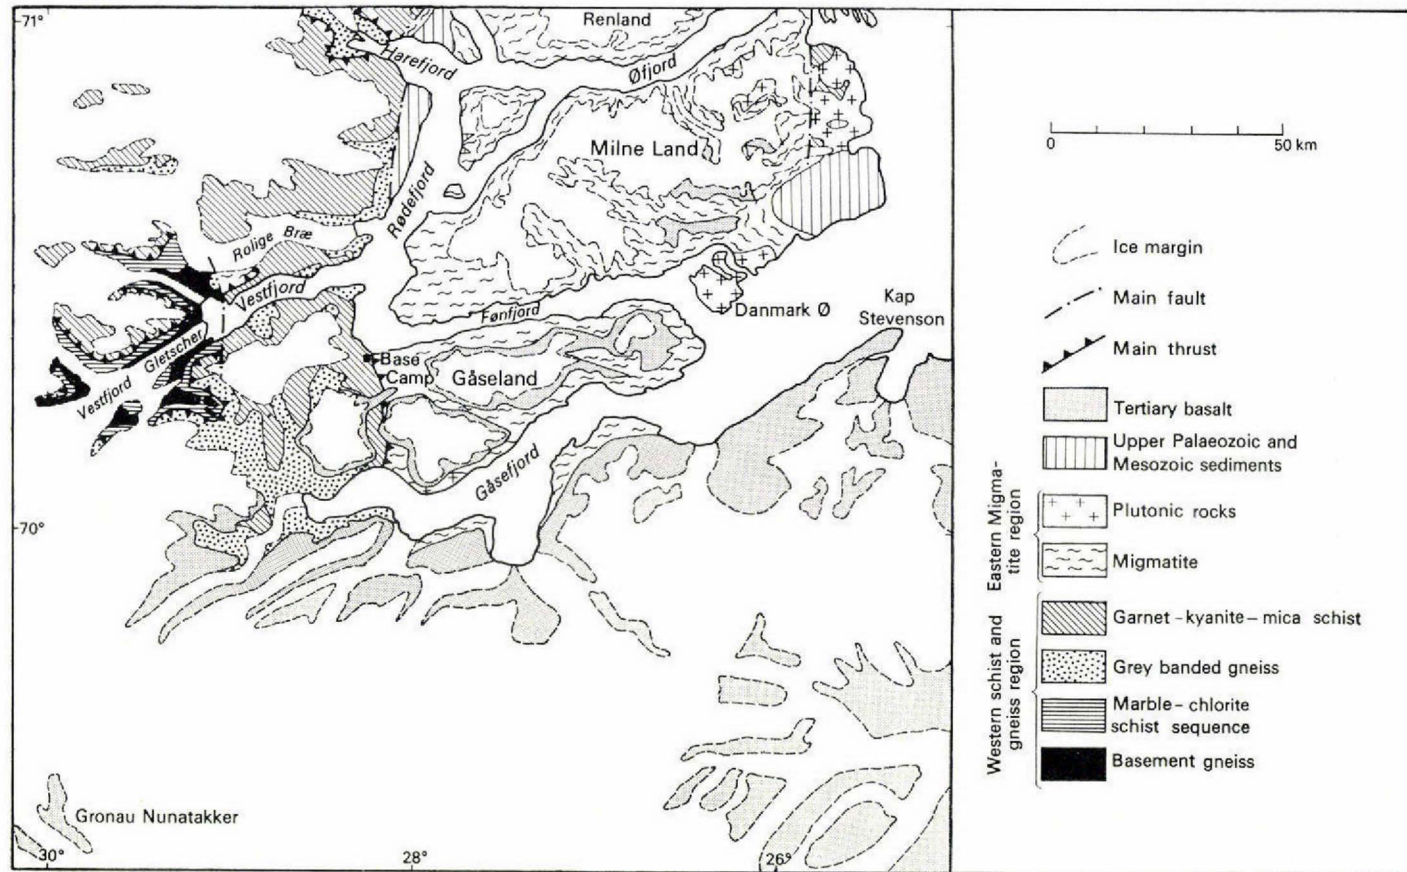 71°
Renland
Harefjord
Øfjord
Milne Land
Rødefjord
Rolige Bræ
Vestfjord
Danmark Ø
Kap
Stevenson
Fønfjord
Vestfjord Gletscher
Base
Camp
Gåseland
Gåsefjord
70°
Gronau Nunatakker
30°
28°
26°
0 50 km
Ice margin
Main fault
Main thrust
Tertiary basalt
Upper Palaeozoic and
Mesozoic sediments
Eastern Migma-
tite region
Plutonic rocks
Migmatite
Western schist and
gneiss region
Garnet-kyanite-mica schist
Grey banded gneiss
Marble-chlorite
schist sequence
Basement gneiss